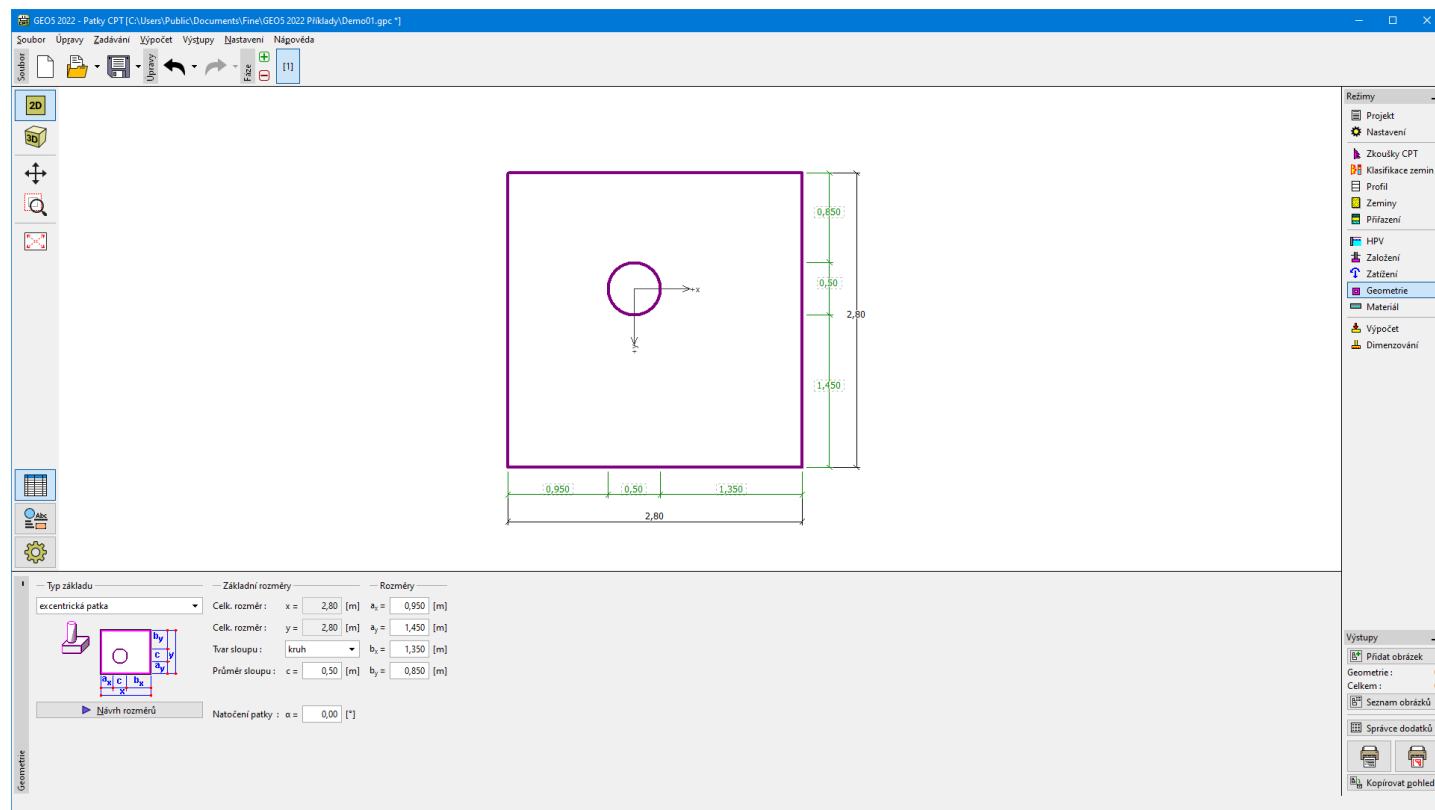 GEO5 2022 - Patky CPT [C:\Users\Public\Documents\Fine\GEO5 2022 Příklady\Demo01.gpc *]
Soubor Úpravy Zadávání Výpočet Výstupy Nastavení Nápověda
Soubor
Úpravy
Fáze
[1]
2D
3D
Abc
0,850
0,50
2,80
1,450
+x
+y
0,950 0,50 1,350
2,80
Režimy
Projekt
Nastavení
Zkoušky CPT
Klasifikace zemin
Profil
Zeminy
Přiřazení
HPV
Založení
Zatížení
Geometrie
Materiál
Výpočet
Dimenzování
Geometrie
Typ základu
excentrická patka
by
c y
ay
ax c bx
x
Návrh rozměrů
Základní rozměry
Celk. rozměr : x = 2,80 [m]
Celk. rozměr : y = 2,80 [m]
Tvar sloupu : kruh
Průměr sloupu : c = 0,50 [m]
Natočení patky : α = 0,00 [°]
Rozměry
ax = 0,950 [m]
ay = 1,450 [m]
bx = 1,350 [m]
by = 0,850 [m]
Výstupy
Přidat obrázek
Geometrie :
Celkem :
Seznam obrázků
Správce dodatků
Kopírovat pohled